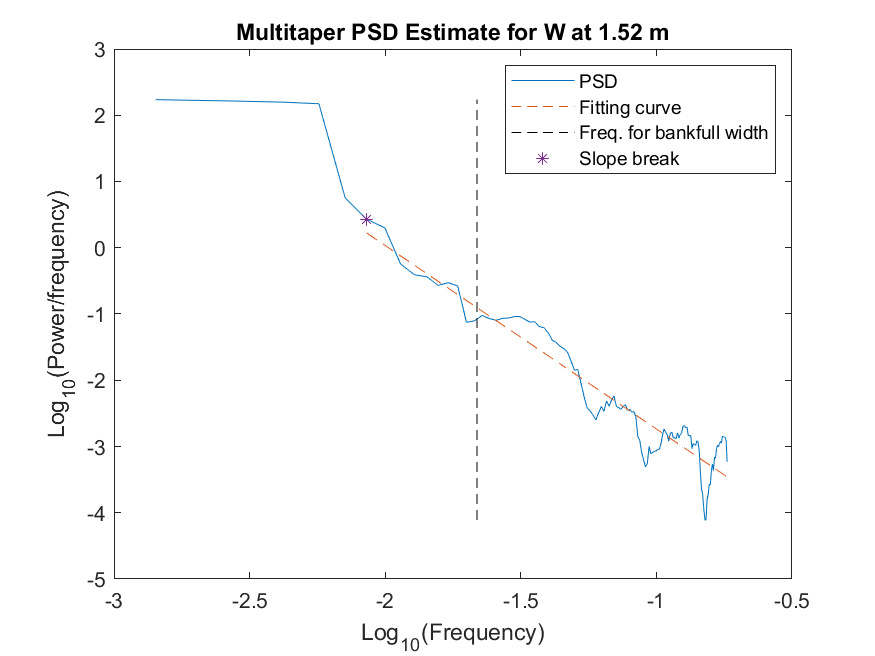 Multitaper PSD Estimate for W at 1.52 m
PSD
Fitting curve
Freq. for bankfull width
Slope break
3
2
1
0
-1
-2
-3
-4
-5
Log10(Power/frequency)
-3
-2.5
-2
-1.5
-1
-0.5
Log10(Frequency)